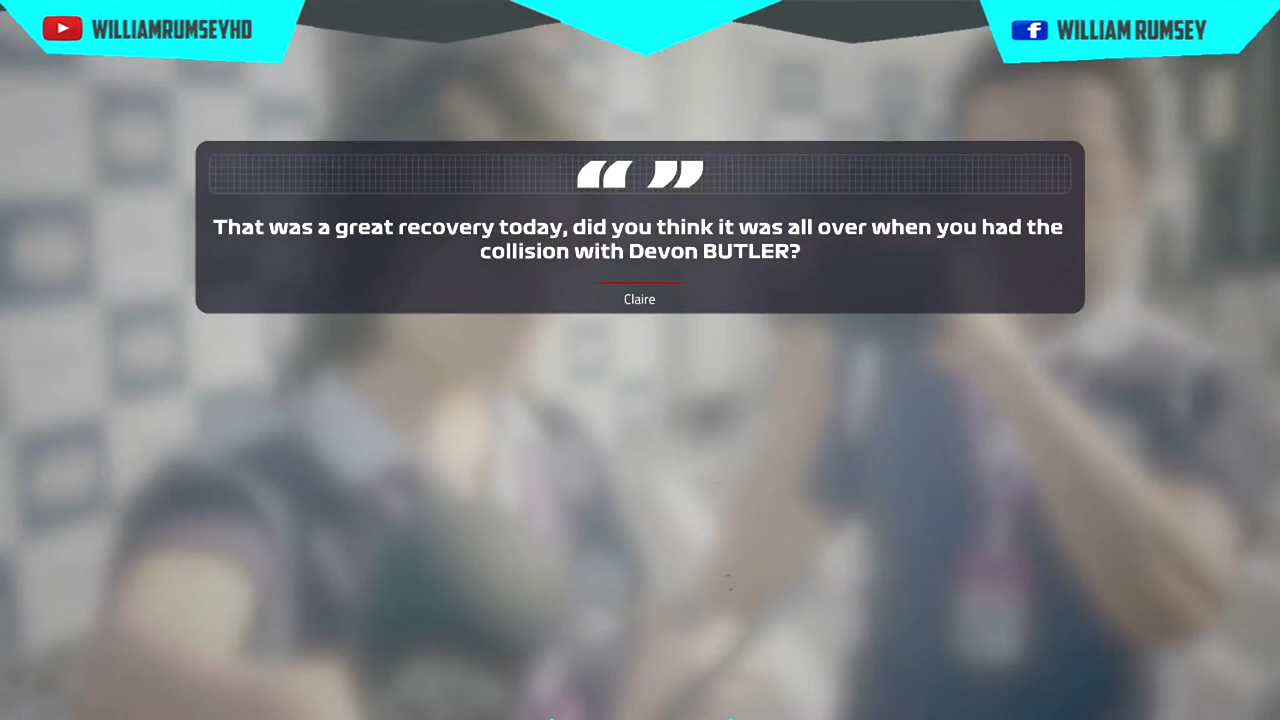 WILLIAMRUMSEYHD
WILLIAM RUMSEY
That was a great recovery today, did you think it was all over when you had the
collision with Devon BUTLER?
Claire